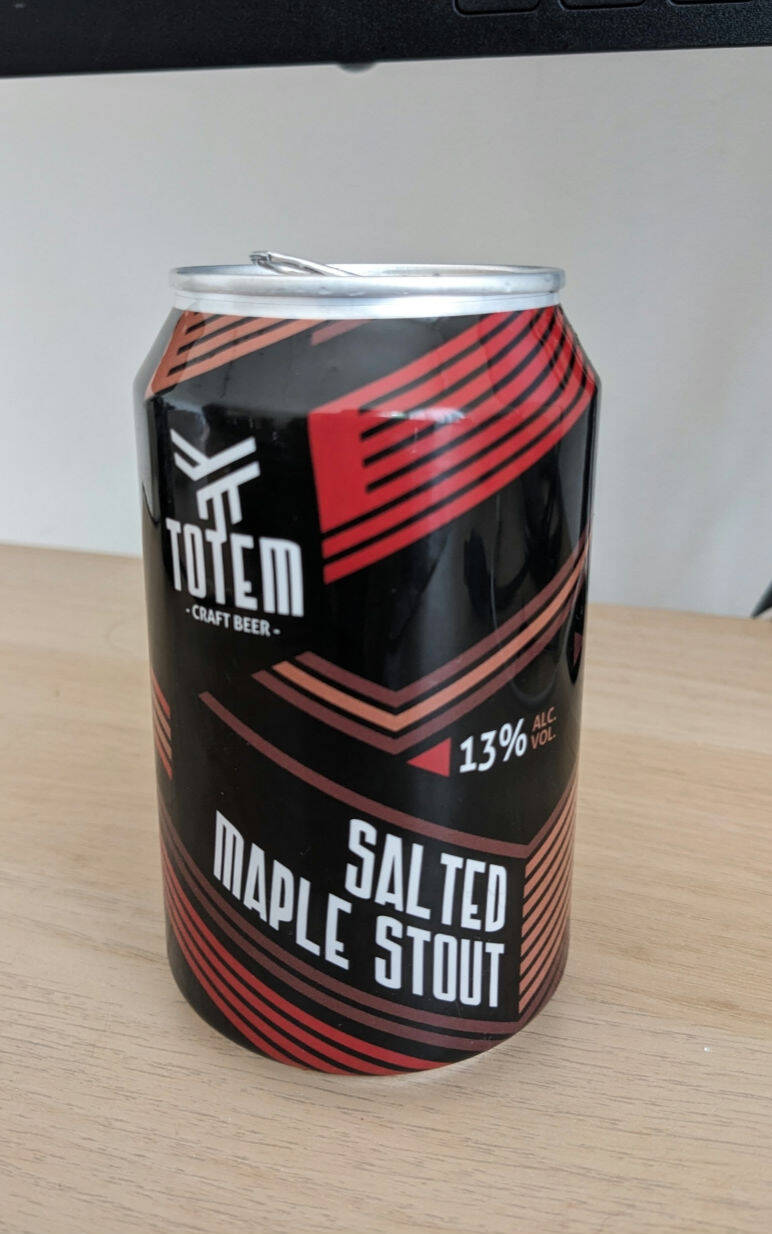 TOTEM
- CRAFT BEER -
13% ALC.
VOL.
SALTED
MAPLE STOUT